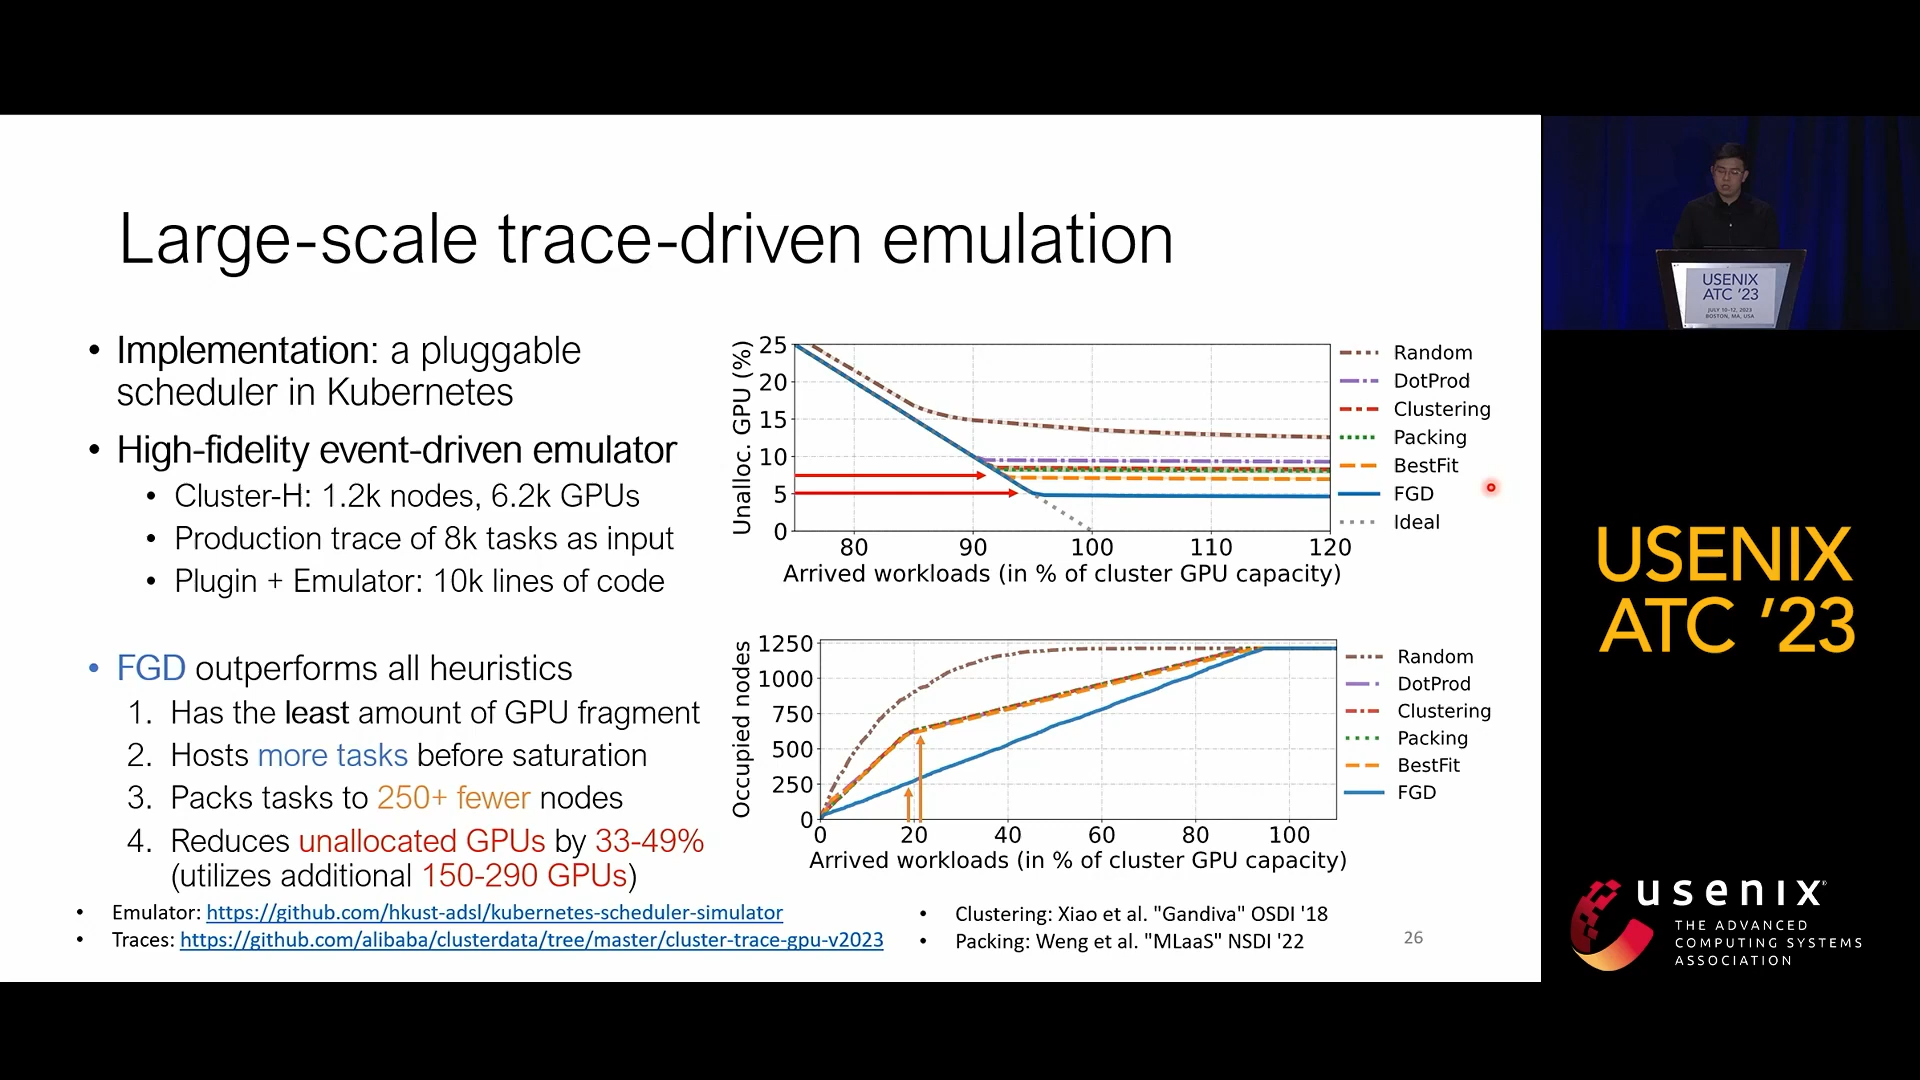 Large-scale trace-driven emulation
• Implementation: a pluggable
scheduler in Kubernetes
• High-fidelity event-driven emulator
• Cluster-H: 1.2k nodes, 6.2k GPUs
• Production trace of 8k tasks as input
• Plugin + Emulator: 10k lines of code
• FGD outperforms all heuristics
1. Has the least amount of GPU fragment
2. Hosts more tasks before saturation
3. Packs tasks to 250+ fewer nodes
4. Reduces unallocated GPUs by 33-49%
(utilizes additional 150-290 GPUs)
• Emulator: https://github.com/hkust-adsl/kubernetes-scheduler-simulator
• Traces: https://github.com/alibaba/clusterdata/tree/master/cluster-trace-gpu-v2023
Unalloc. GPU (%)
25
20
15
10
5
0
80 90 100 110 120
Arrived workloads (in % of cluster GPU capacity)
Random
DotProd
Clustering
Packing
BestFit
FGD
Ideal
Occupied nodes
1250
1000
750
500
250
0
0 20 40 60 80 100
Arrived workloads (in % of cluster GPU capacity)
Random
DotProd
Clustering
Packing
BestFit
FGD
• Clustering: Xiao et al. "Gandiva" OSDI '18
• Packing: Weng et al. "MLaaS" NSDI '22
26
USENIX
ATC '23
JULY 10–12, 2023
BOSTON, MA, USA
USENIX
ATC '23
usenix®
THE ADVANCED
COMPUTING SYSTEMS
ASSOCIATION